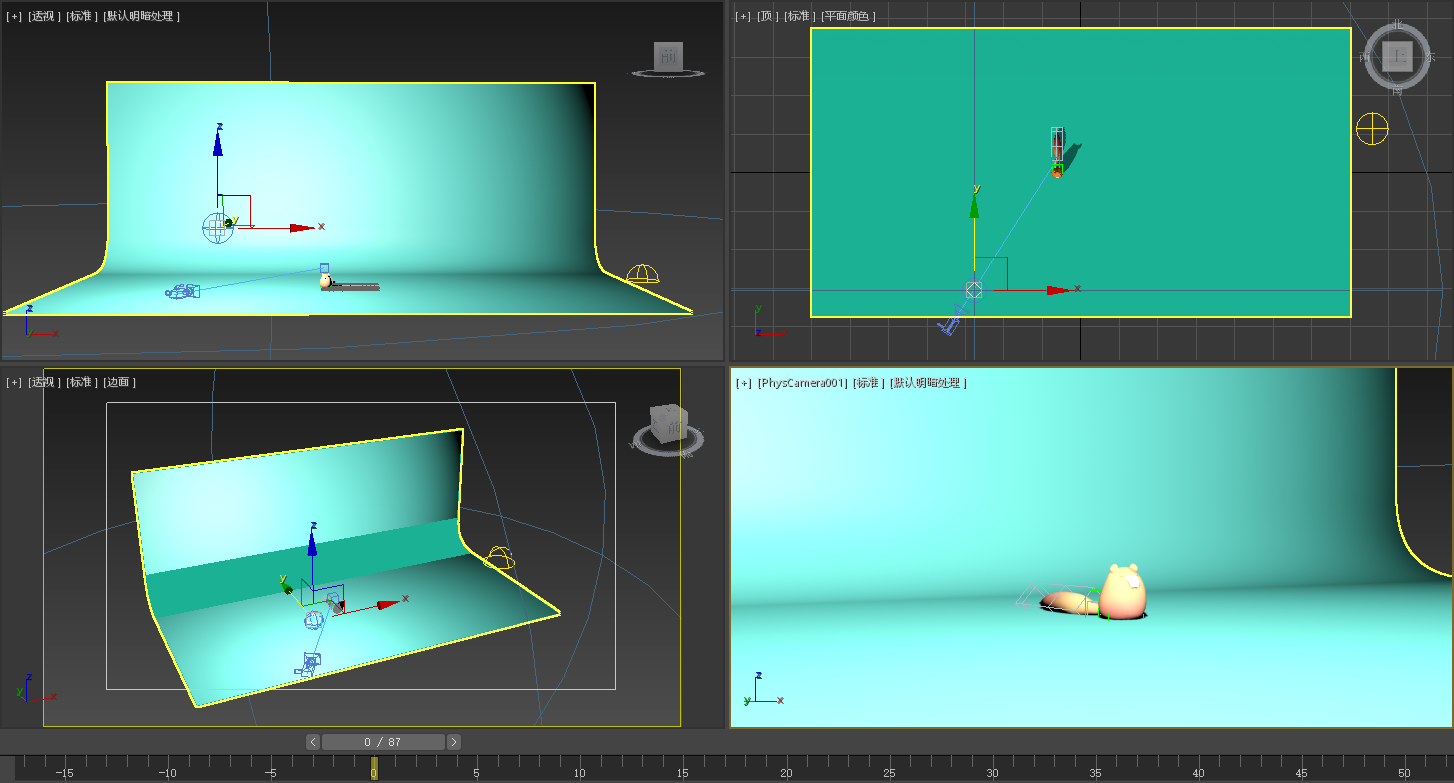 [+] [透视 ] [标准 ] [默认明暗处理 ]
前
z
y
x
z
y x
[+] [顶 ] [标准 ] [平面颜色 ]
北
西 上 东
南
y
x
y
z
[+] [透视 ] [标准 ] [边面 ]
前
z
y
x
z
y x
[+] [PhysCamera001] [标准 ] [默认明暗处理 ]
z
y x
< 0 / 87 >
-15 -10 -5 0 5 10 15 20 25 30 35 40 45 50